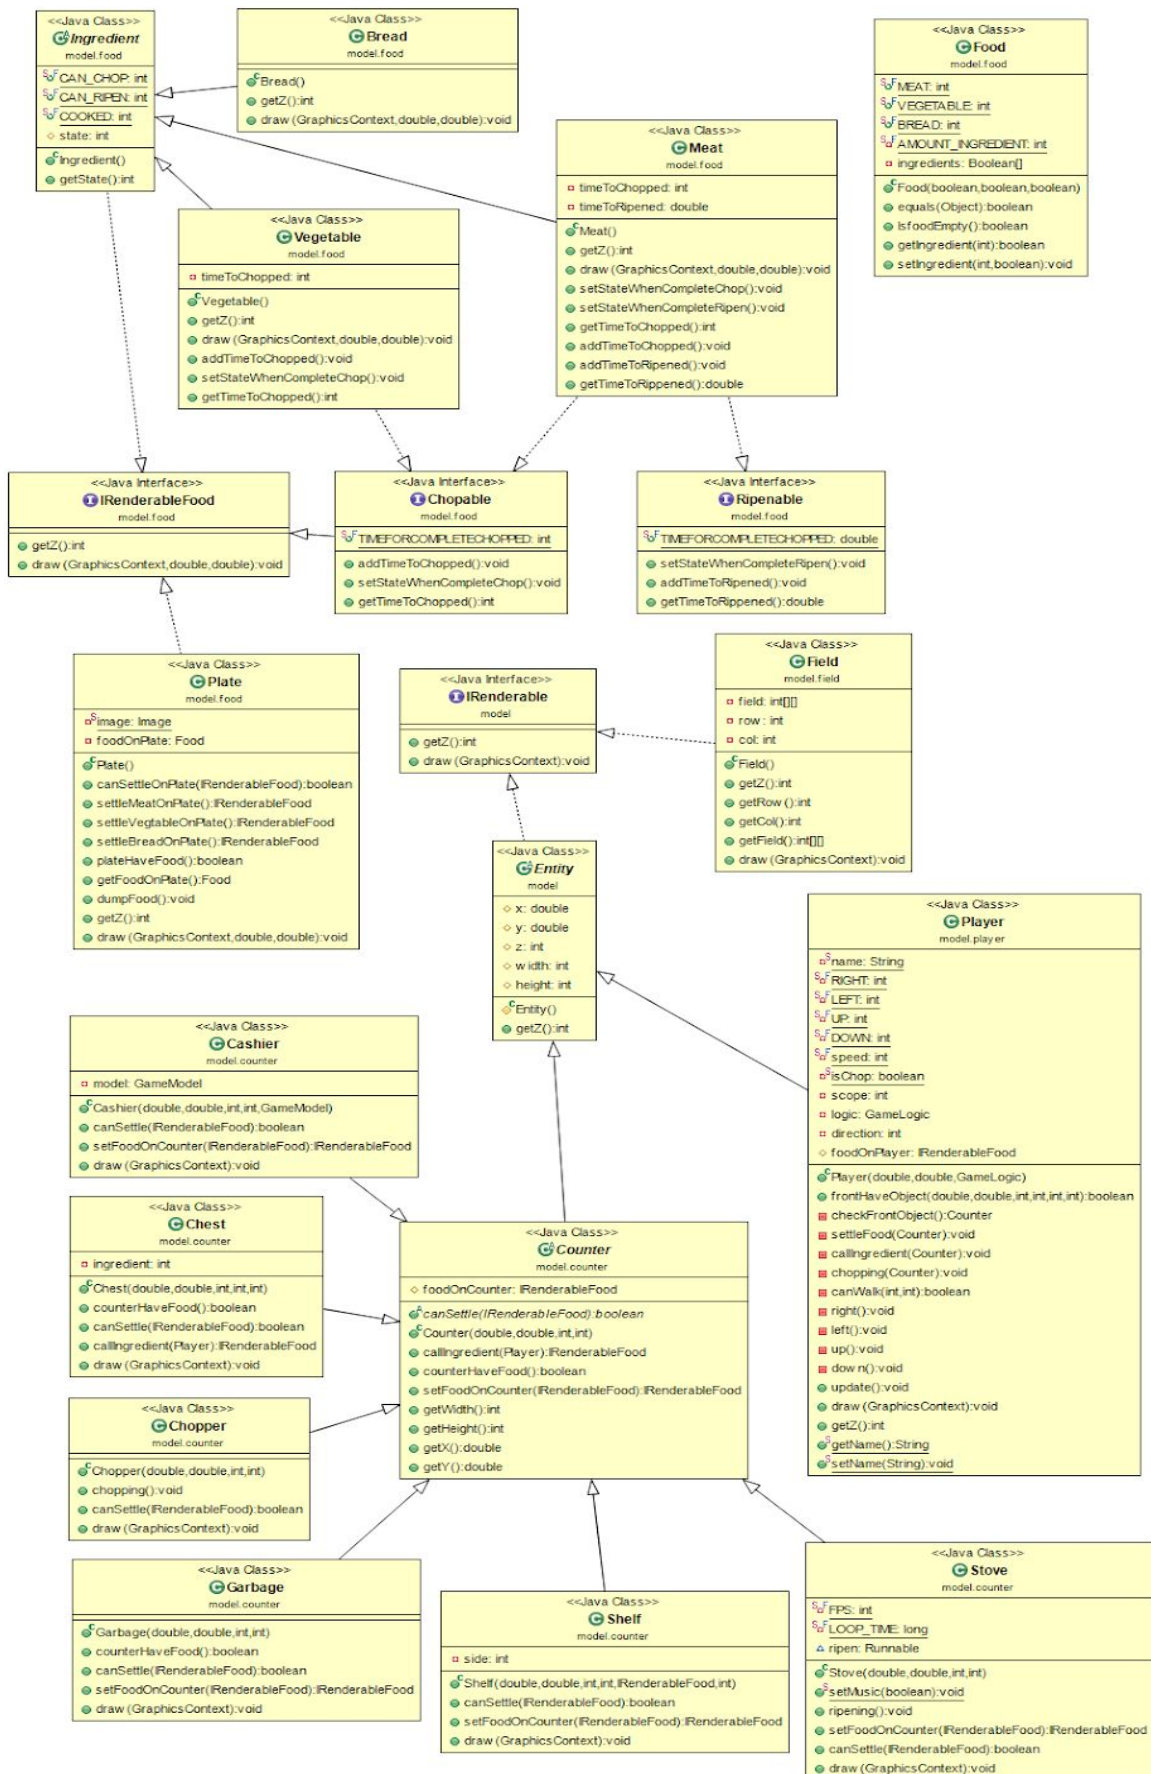 <<Java Class>>
Ingredient
model.food
CAN_CHOP: int
CAN_RIPEN: int
COOKED: int
state: int
Ingredient()
getState():int
<<Java Class>>
Bread
model.food
Bread()
getZ():int
draw(GraphicsContext,double,double):void
<<Java Class>>
Food
model.food
MEAT: int
VEGETABLE: int
BREAD: int
AMOUNT_INGREDIENT: int
ingredients: Boolean[]
Food(boolean,boolean,boolean)
equals(Object):boolean
IsfoodEmpty():boolean
getIngredient(int):boolean
setIngredient(int,boolean):void
<<Java Class>>
Meat
model.food
timeToChopped: int
timeToRipened: double
Meat()
getZ():int
draw(GraphicsContext,double,double):void
setStateWhenCompleteChop():void
setStateWhenCompleteRipen():void
getTimeToChopped():int
addTimeToChopped():void
addTimeToRipened():void
getTimeToRippened():double
<<Java Class>>
Vegetable
model.food
timeToChopped: int
Vegetable()
getZ():int
draw(GraphicsContext,double,double):void
addTimeToChopped():void
setStateWhenCompleteChop():void
getTimeToChopped():int
<<Java Interface>>
IRenderableFood
model.food
getZ():int
draw(GraphicsContext,double,double):void
<<Java Interface>>
Chopable
model.food
TIMEFORCOMPLETECHOPPED: int
addTimeToChopped():void
setStateWhenCompleteChop():void
getTimeToChopped():int
<<Java Interface>>
Ripenable
model.food
TIMEFORCOMPLETECHOPPED: double
setStateWhenCompleteRipen():void
addTimeToRipened():void
getTimeToRippened():double
<<Java Class>>
Plate
model.food
image: Image
foodOnPlate: Food
Plate()
canSettleOnPlate(IRenderableFood):boolean
settleMeatOnPlate():IRenderableFood
settleVegtableOnPlate():IRenderableFood
settleBreadOnPlate():IRenderableFood
plateHaveFood():boolean
getFoodOnPlate():Food
dumpFood():void
getZ():int
draw(GraphicsContext,double,double):void
<<Java Interface>>
IRenderable
model
getZ():int
draw(GraphicsContext):void
<<Java Class>>
Field
model.field
field: int[][]
row: int
col: int
Field()
getZ():int
getRow():int
getCol():int
getField():int[][]
draw(GraphicsContext):void
<<Java Class>>
Entity
model
x: double
y: double
z: int
width: int
height: int
Entity()
getZ():int
<<Java Class>>
Player
model.player
name: String
RIGHT: int
LEFT: int
UP: int
DOWN: int
speed: int
isChop: boolean
scope: int
logic: GameLogic
direction: int
foodOnPlayer: IRenderableFood
Player(double,double,GameLogic)
frontHaveObject(double,double,int,int,int,int):boolean
checkFrontObject():Counter
settleFood(Counter):void
callIngredient(Counter):void
chopping(Counter):void
canWalk(int,int):boolean
right():void
left():void
up():void
down():void
update():void
draw(GraphicsContext):void
getZ():int
getName():String
setName(String):void
<<Java Class>>
Cashier
model.counter
model: GameModel
Cashier(double,double,int,int,GameModel)
canSettle(IRenderableFood):boolean
setFoodOnCounter(IRenderableFood):IRenderableFood
draw(GraphicsContext):void
<<Java Class>>
Chest
model.counter
ingredient: int
Chest(double,double,int,int,int)
counterHaveFood():boolean
canSettle(IRenderableFood):boolean
callIngredient(Player):IRenderableFood
draw(GraphicsContext):void
<<Java Class>>
Counter
model.counter
foodOnCounter: IRenderableFood
canSettle(IRenderableFood):boolean
Counter(double,double,int,int)
callIngredient(Player):IRenderableFood
counterHaveFood():boolean
setFoodOnCounter(IRenderableFood):IRenderableFood
getWidth():int
getHeight():int
getX():double
getY():double
<<Java Class>>
Chopper
model.counter
Chopper(double,double,int,int)
chopping():void
canSettle(IRenderableFood):boolean
draw(GraphicsContext):void
<<Java Class>>
Garbage
model.counter
Garbage(double,double,int,int)
counterHaveFood():boolean
canSettle(IRenderableFood):boolean
setFoodOnCounter(IRenderableFood):IRenderableFood
draw(GraphicsContext):void
<<Java Class>>
Shelf
model.counter
side: int
Shelf(double,double,int,int,IRenderableFood,int)
canSettle(IRenderableFood):boolean
setFoodOnCounter(IRenderableFood):IRenderableFood
draw(GraphicsContext):void
<<Java Class>>
Stove
model.counter
FPS: int
LOOP_TIME: long
ripen: Runnable
Stove(double,double,int,int)
setMusic(boolean):void
ripening():void
setFoodOnCounter(IRenderableFood):IRenderableFood
canSettle(IRenderableFood):boolean
draw(GraphicsContext):void